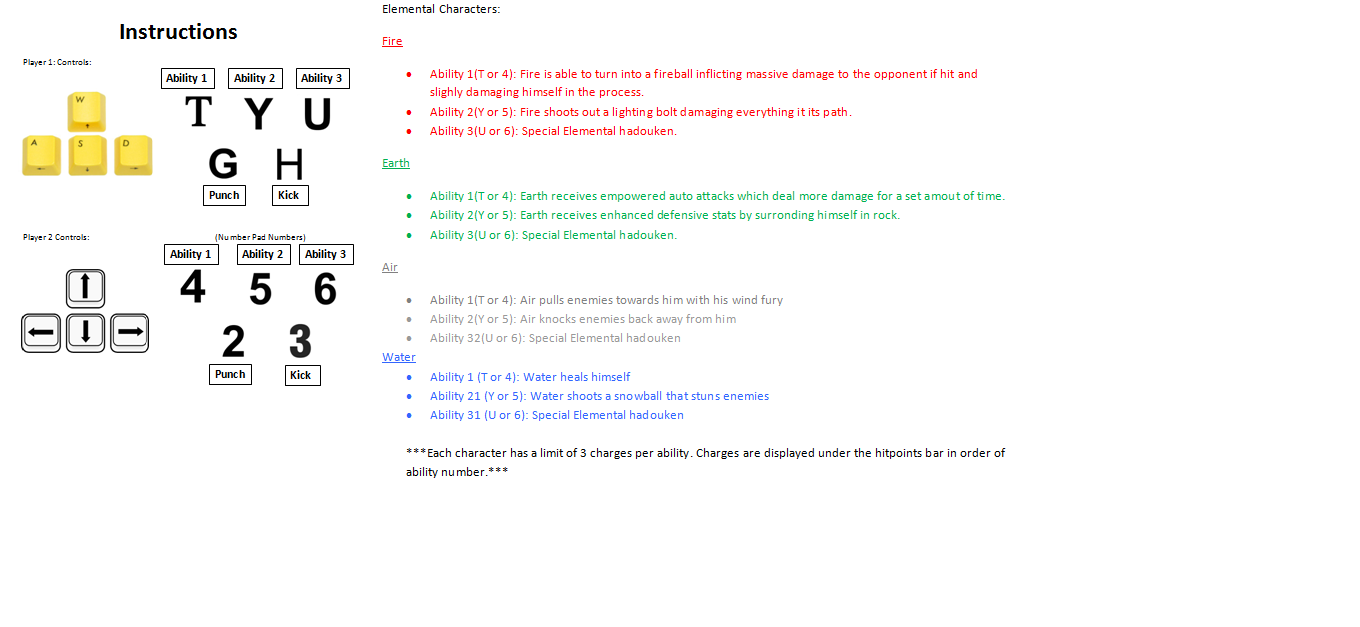 Instructions
Player 1: Controls:
Ability 1 Ability 2 Ability 3
W
T Y U
A S D
G H
Punch Kick
Player 2 Controls:
(Number Pad Numbers)
Ability 1 Ability 2 Ability 3
4 5 6
2 3
Punch Kick
Elemental Characters:
Fire
Ability 1(T or 4): Fire is able to turn into a fireball inflicting massive damage to the opponent if hit and
slighly damaging himself in the process.
Ability 2(Y or 5): Fire shoots out a lighting bolt damaging everything it its path.
Ability 3(U or 6): Special Elemental hadouken.
Earth
Ability 1(T or 4): Earth receives empowered auto attacks which deal more damage for a set amout of time.
Ability 2(Y or 5): Earth receives enhanced defensive stats by surronding himself in rock.
Ability 3(U or 6): Special Elemental hadouken.
Air
Ability 1(T or 4): Air pulls enemies towards him with his wind fury
Ability 2(Y or 5): Air knocks enemies back away from him
Ability 32(U or 6): Special Elemental hadouken
Water
Ability 1 (T or 4): Water heals himself
Ability 21 (Y or 5): Water shoots a snowball that stuns enemies
Ability 31 (U or 6): Special Elemental hadouken
***Each character has a limit of 3 charges per ability. Charges are displayed under the hitpoints bar in order of
ability number.***